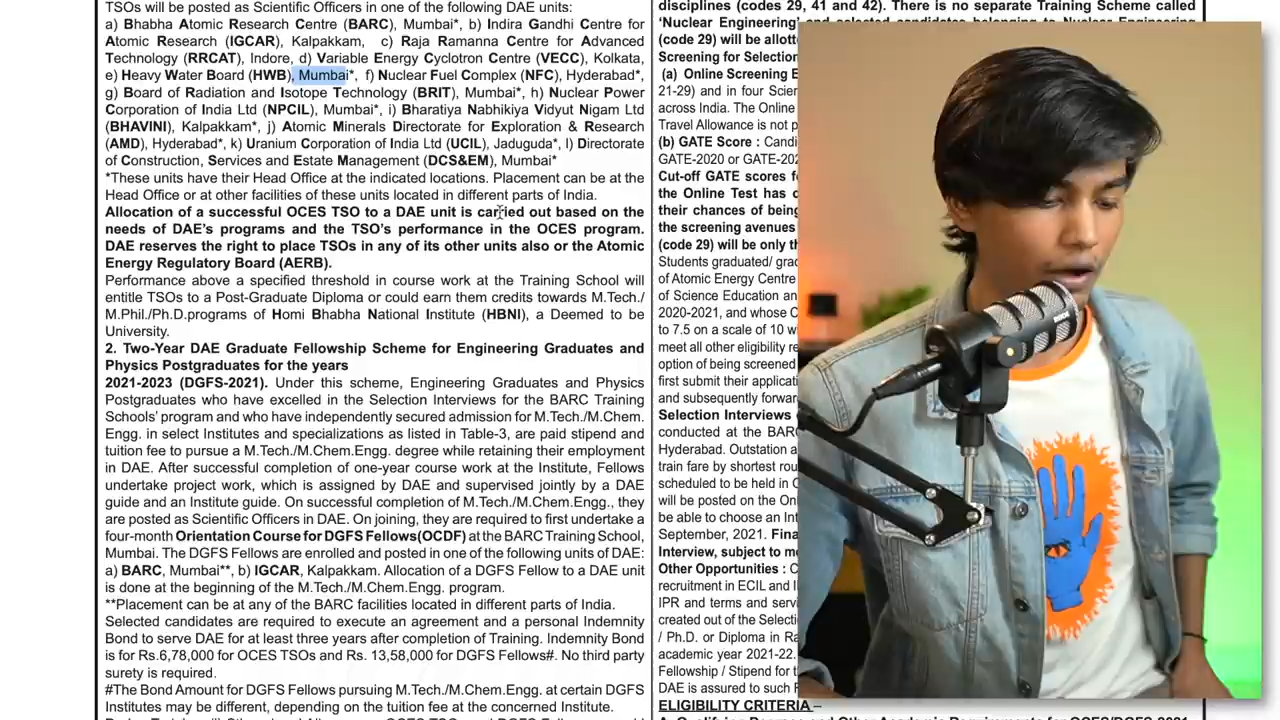 TSOs will be posted as Scientific Officers in one of the following DAE units:
a) Bhabha Atomic Research Centre (BARC), Mumbai*, b) Indira Gandhi Centre for
Atomic Research (IGCAR), Kalpakkam, c) Raja Ramanna Centre for Advanced
Technology (RRCAT), Indore, d) Variable Energy Cyclotron Centre (VECC), Kolkata,
e) Heavy Water Board (HWB), Mumbai*, f) Nuclear Fuel Complex (NFC), Hyderabad*,
g) Board of Radiation and Isotope Technology (BRIT), Mumbai*, h) Nuclear Power
Corporation of India Ltd (NPCIL), Mumbai*, i) Bharatiya Nabhikiya Vidyut Nigam Ltd
(BHAVINI), Kalpakkam*, j) Atomic Minerals Directorate for Exploration & Research
(AMD), Hyderabad*, k) Uranium Corporation of India Ltd (UCIL), Jaduguda*, l) Directorate
of Construction, Services and Estate Management (DCS&EM), Mumbai*
*These units have their Head Office at the indicated locations. Placement can be at the
Head Office or at other facilities of these units located in different parts of India.
Allocation of a successful OCES TSO to a DAE unit is carried out based on the
needs of DAE's programs and the TSO's performance in the OCES program.
DAE reserves the right to place TSOs in any of its other units also or the Atomic
Energy Regulatory Board (AERB).
Performance above a specified threshold in course work at the Training School will
entitle TSOs to a Post-Graduate Diploma or could earn them credits towards M.Tech./
M.Phil./Ph.D.programs of Homi Bhabha National Institute (HBNI), a Deemed to be
University.
2. Two-Year DAE Graduate Fellowship Scheme for Engineering Graduates and
Physics Postgraduates for the years
2021-2023 (DGFS-2021). Under this scheme, Engineering Graduates and Physics
Postgraduates who have excelled in the Selection Interviews for the BARC Training
Schools' program and who have independently secured admission for M.Tech./M.Chem.
Engg. in select Institutes and specializations as listed in Table-3, are paid stipend and
tuition fee to pursue a M.Tech./M.Chem.Engg. degree while retaining their employment
in DAE. After successful completion of one-year course work at the Institute, Fellows
undertake project work, which is assigned by DAE and supervised jointly by a DAE
guide and an Institute guide. On successful completion of M.Tech./M.Chem.Engg., they
are posted as Scientific Officers in DAE. On joining, they are required to first undertake a
four-month Orientation Course for DGFS Fellows(OCDF) at the BARC Training School,
Mumbai. The DGFS Fellows are enrolled and posted in one of the following units of DAE:
a) BARC, Mumbai**, b) IGCAR, Kalpakkam. Allocation of a DGFS Fellow to a DAE unit
is done at the beginning of the M.Tech./M.Chem.Engg. program.
**Placement can be at any of the BARC facilities located in different parts of India.
Selected candidates are required to execute an agreement and a personal Indemnity
Bond to serve DAE for at least three years after completion of Training. Indemnity Bond
is for Rs.6,78,000 for OCES TSOs and Rs. 13,58,000 for DGFS Fellows#. No third party
surety is required.
#The Bond Amount for DGFS Fellows pursuing M.Tech./M.Chem.Engg. at certain DGFS
Institutes may be different, depending on the tuition fee at the concerned Institute.
disciplines (codes 29, 41 and 42). There is no separate Training Scheme called
'Nuclear Engineering' and selected candidates belonging to Nuclear Engineering
(code 29) will be allott
Screening for Selection
(a) Online Screening E
21-29) and in four Scien
across India. The Online
Travel Allowance is not p
(b) GATE Score : Candi
GATE-2020 or GATE-202
Cut-off GATE scores f
the Online Test has
their chances of being
the screening avenues
(code 29) will be only th
Students graduated/ grad
of Atomic Energy Centre
of Science Education an
2020-2021, and whose C
to 7.5 on a scale of 10 w
meet all other eligibility re
option of being screened
first submit their applicati
and subsequently forwar
Selection Interviews
conducted at the BARC
Hyderabad. Outstation a
train fare by shortest rou
scheduled to be held in
will be posted on the Onl
be able to choose an Int
September, 2021. Fina
Interview, subject to m
Other Opportunities : C
recruitment in ECIL and I
IPR and terms and servi
created out of the Selecti
/ Ph.D. or Diploma in Ra
academic year 2021-22.
Fellowship / Stipend for t
DAE is assured to such F
ELIGIBILITY CRITERIA –
RODE